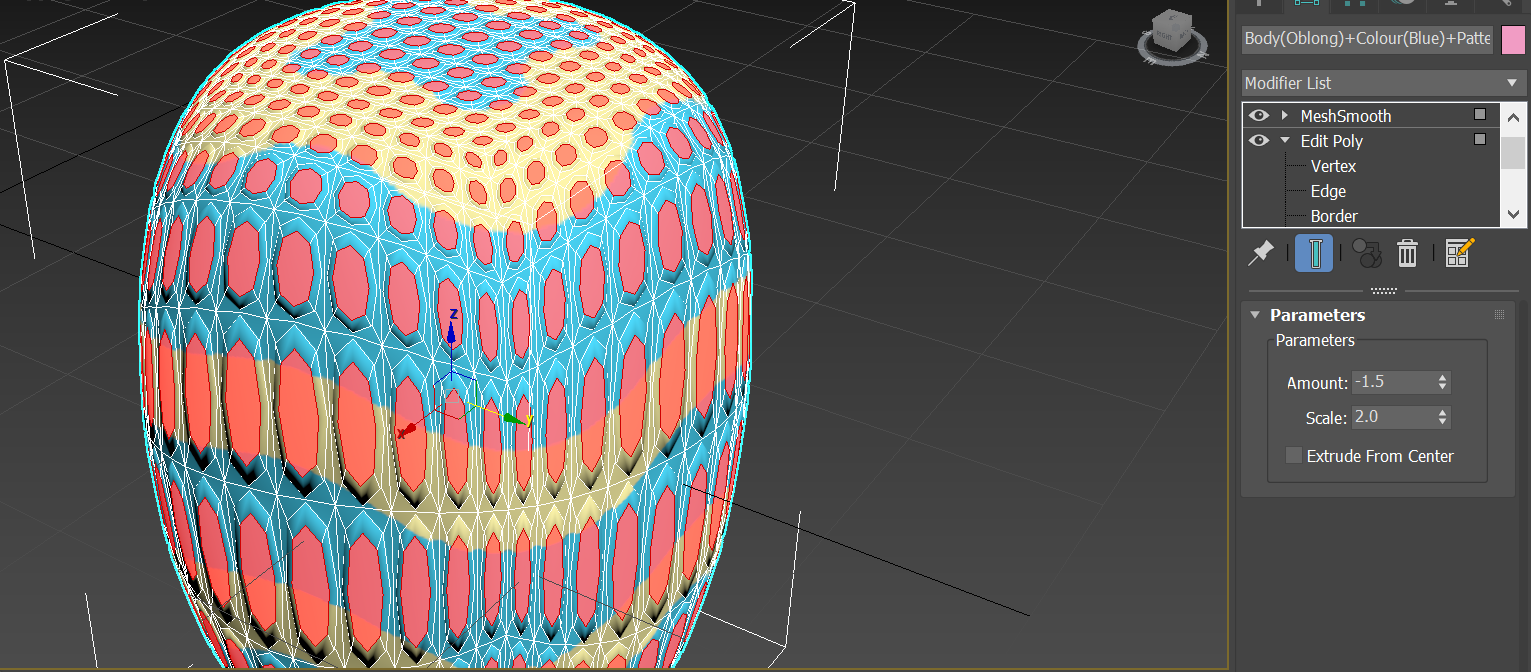 Body(Oblong)+Colour(Blue)+Patte
Modifier List
MeshSmooth
Edit Poly
Vertex
Edge
Border
Parameters
Parameters
Amount: -1.5
Scale: 2.0
Extrude From Center
z
x
y
RIGHT